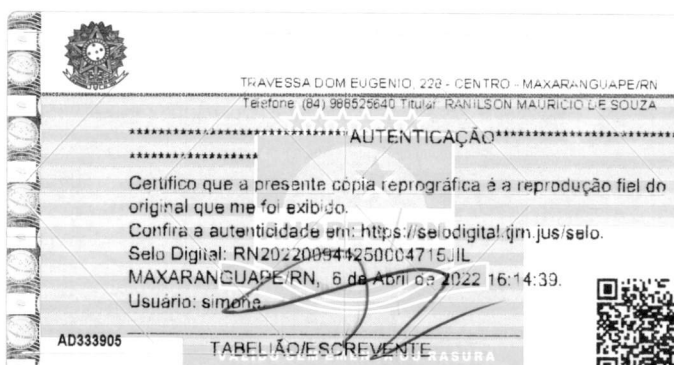 TRAVESSA DOM EUGENIO, 228 - CENTRO - MAXARANGUAPE/RN
Telefone: (84) 988525640 Titular: RANILSON MAURICIO DE SOUZA
**************************** AUTENTICAÇÃO****************************
*******************
Certifico que a presente cópia reprográfica é a reprodução fiel do
original que me foi exibido.
Confira a autenticidade em: https://selodigital.tjrn.jus/selo.
Selo Digital: RN202200944250004715JIL
MAXARANGUAPE/RN, 6 de Abril de 2022 16:14:39.
Usuário: simone
AD333905
TABELIÃO/ESCREVENTE
RASURA